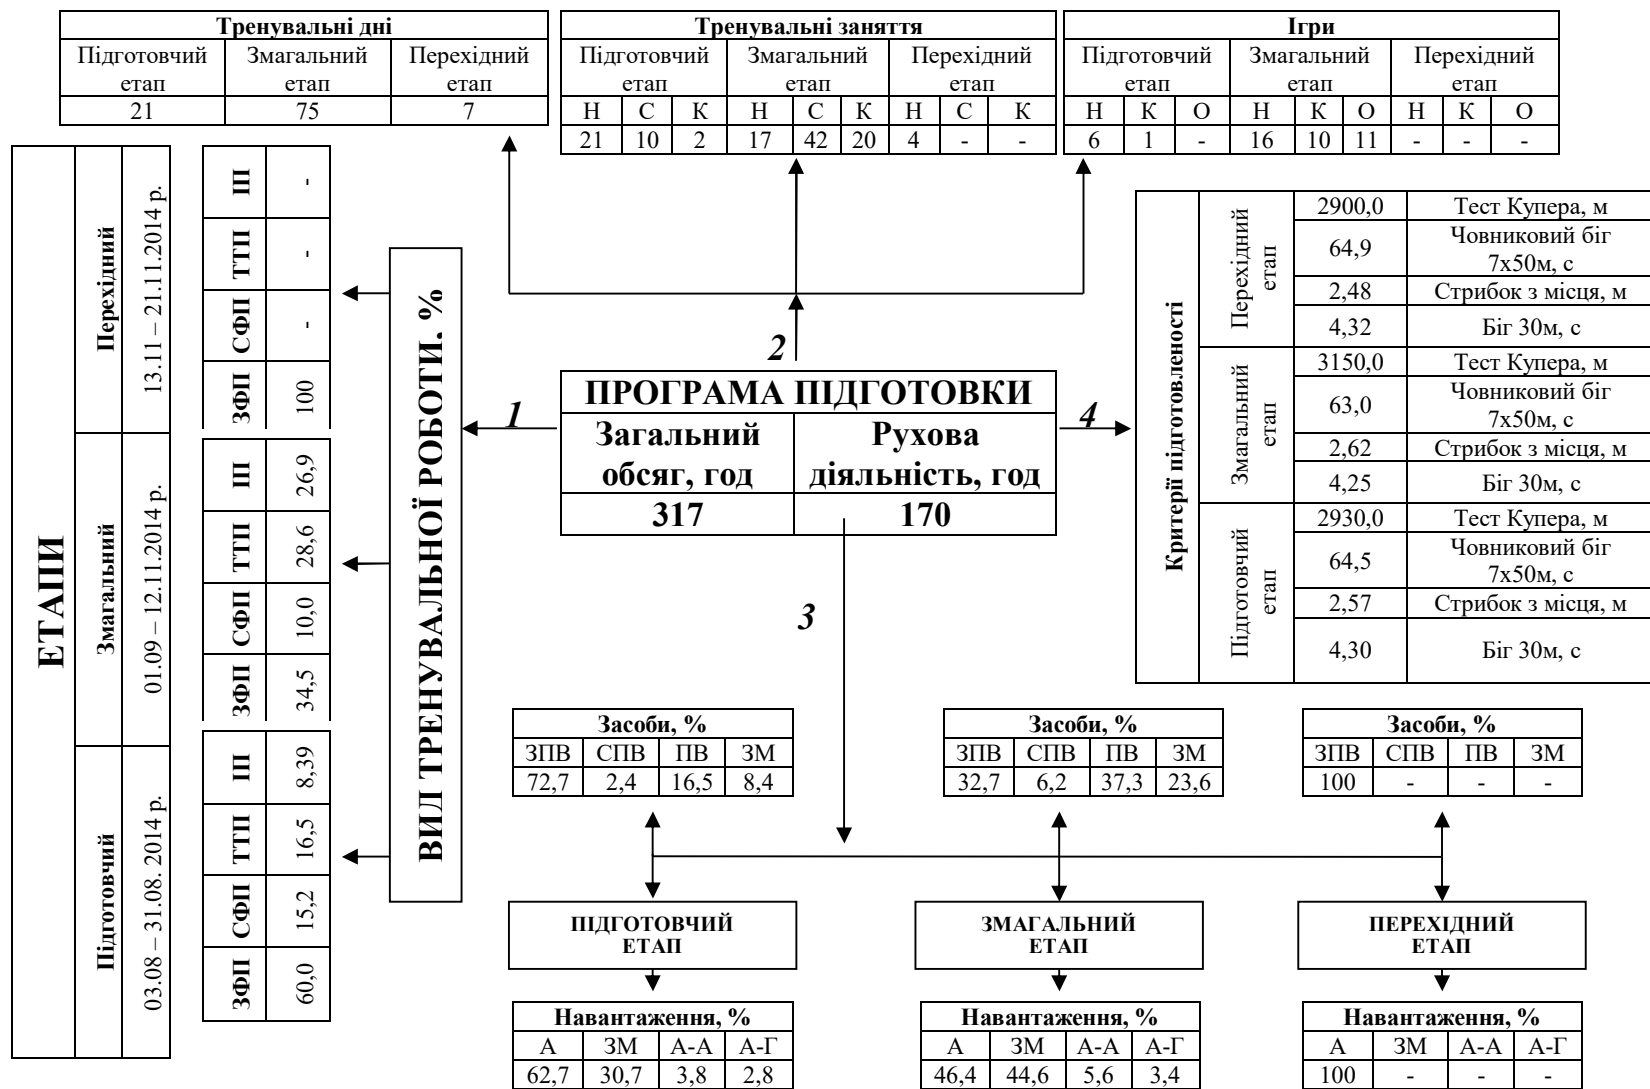 Тренувальні дні
Підготовчий етап
Змагальний етап
Перехідний етап
21 75 7
Тренувальні заняття
Підготовчий етап
Змагальний етап
Перехідний етап
Н С К Н С К Н С К
21 10 2 17 42 20 4 - -
Ігри
Підготовчий етап
Змагальний етап
Перехідний етап
Н К О Н К О Н К О
6 1 - 16 10 11 - - -
ЕТАПИ
Перехідний
13.11 – 21.11.2014 р.
Змагальний
01.09 – 12.11.2014 р.
Підготовчий
03.08 – 31.08. 2014 р.
ЗФП СФП ТТП ІП
100 - - -
ЗФП СФП ТТП ІП
34,5 10,0 28,6 26,9
ЗФП СФП ТТП ІП
60,0 15,2 16,5 8,39
ВИД ТРЕНУВАЛЬНОЇ РОБОТИ, %
1
2
3
4
ПРОГРАМА ПІДГОТОВКИ
Загальний обсяг, год
Рухова діяльність, год
317 170
Критерії підготовленості
Перехідний етап
2900,0 Тест Купера, м
64,9 Човниковий біг 7х50м, с
2,48 Стрибок з місця, м
4,32 Біг 30м, с
Змагальний етап
3150,0 Тест Купера, м
63,0 Човниковий біг 7х50м, с
2,62 Стрибок з місця, м
4,25 Біг 30м, с
Підготовчий етап
2930,0 Тест Купера, м
64,5 Човниковий біг 7х50м, с
2,57 Стрибок з місця, м
4,30 Біг 30м, с
Засоби, %
ЗПВ СПВ ПВ ЗМ
72,7 2,4 16,5 8,4
Засоби, %
ЗПВ СПВ ПВ ЗМ
32,7 6,2 37,3 23,6
Засоби, %
ЗПВ СПВ ПВ ЗМ
100 - - -
ПІДГОТОВЧИЙ
ЕТАП
ЗМАГАЛЬНИЙ
ЕТАП
ПЕРЕХІДНИЙ
ЕТАП
Навантаження, %
А ЗМ А-А А-Г
62,7 30,7 3,8 2,8
Навантаження, %
А ЗМ А-А А-Г
46,4 44,6 5,6 3,4
Навантаження, %
А ЗМ А-А А-Г
100 - - -